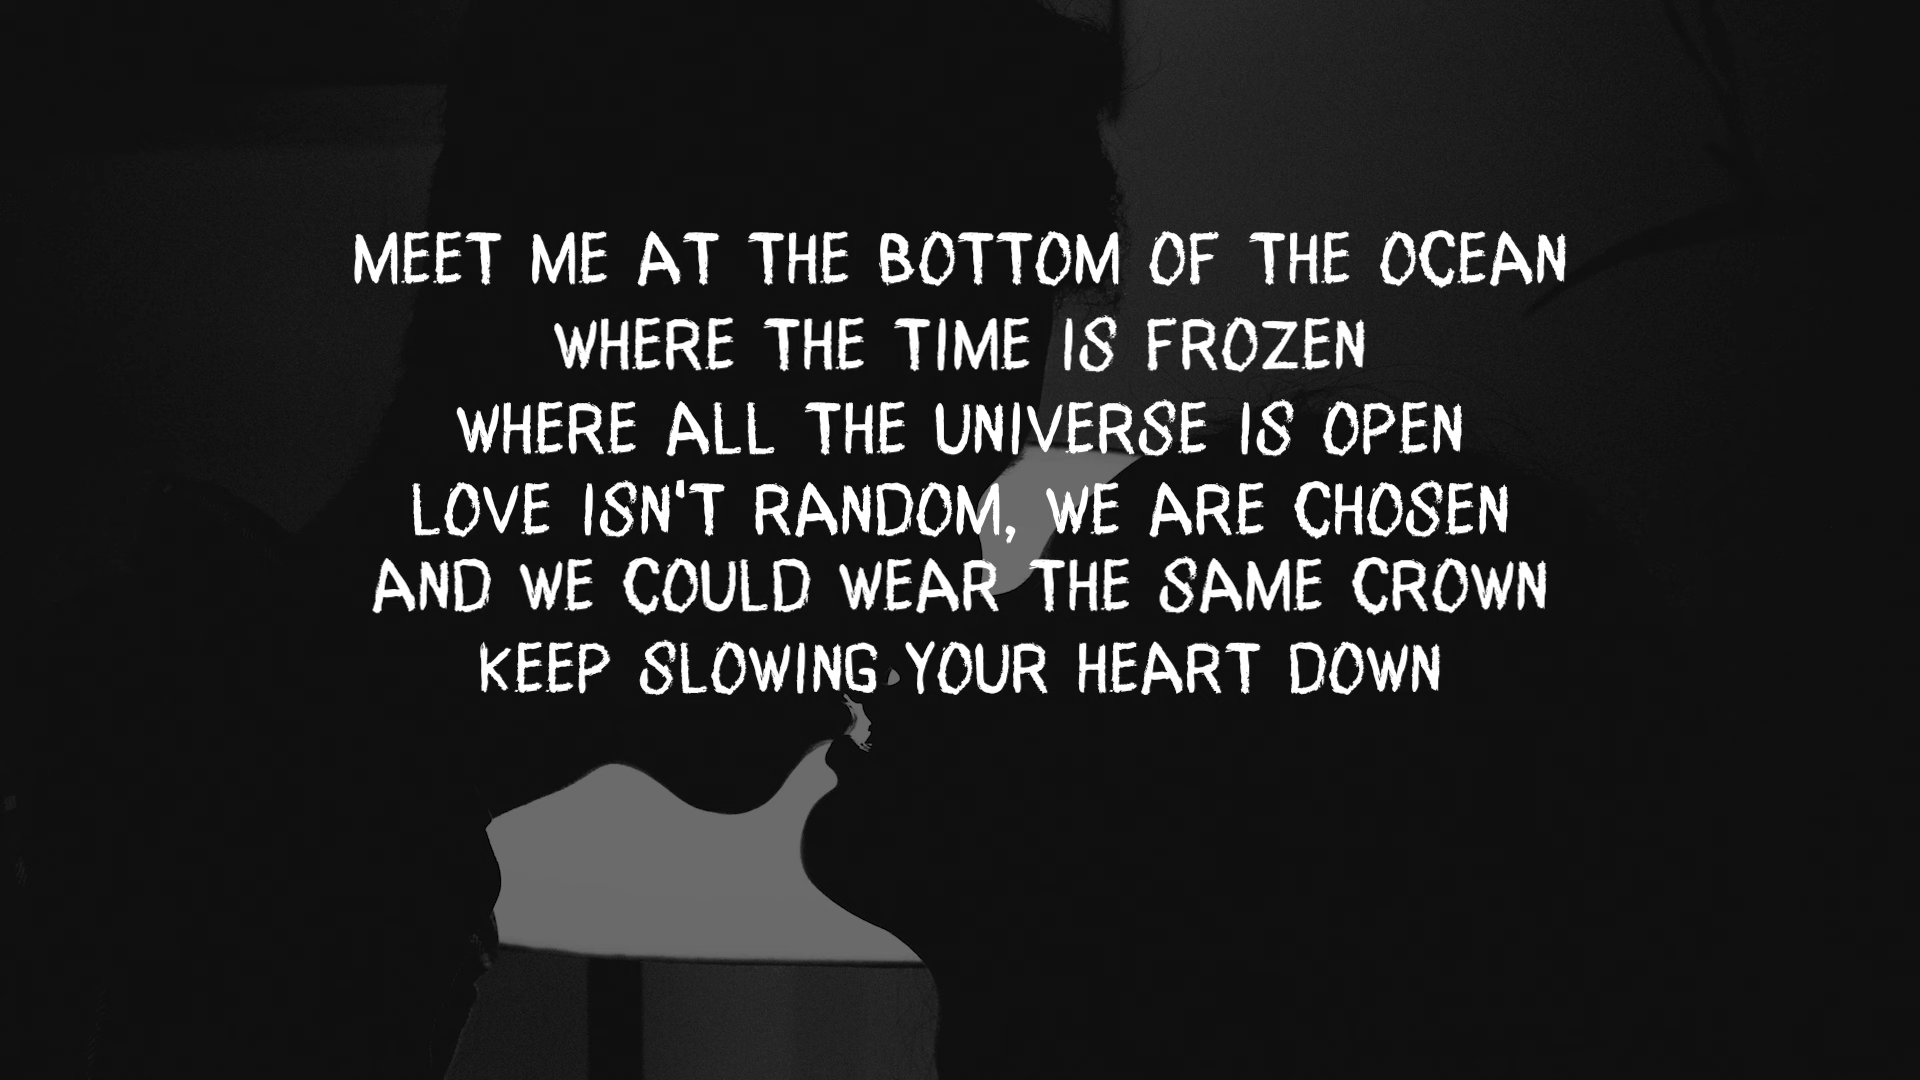 MEET ME AT THE BOTTOM OF THE OCEAN
WHERE THE TIME IS FROZEN
WHERE ALL THE UNIVERSE IS OPEN
LOVE ISN'T RANDOM, WE ARE CHOSEN
AND WE COULD WEAR THE SAME CROWN
KEEP SLOWING YOUR HEART DOWN